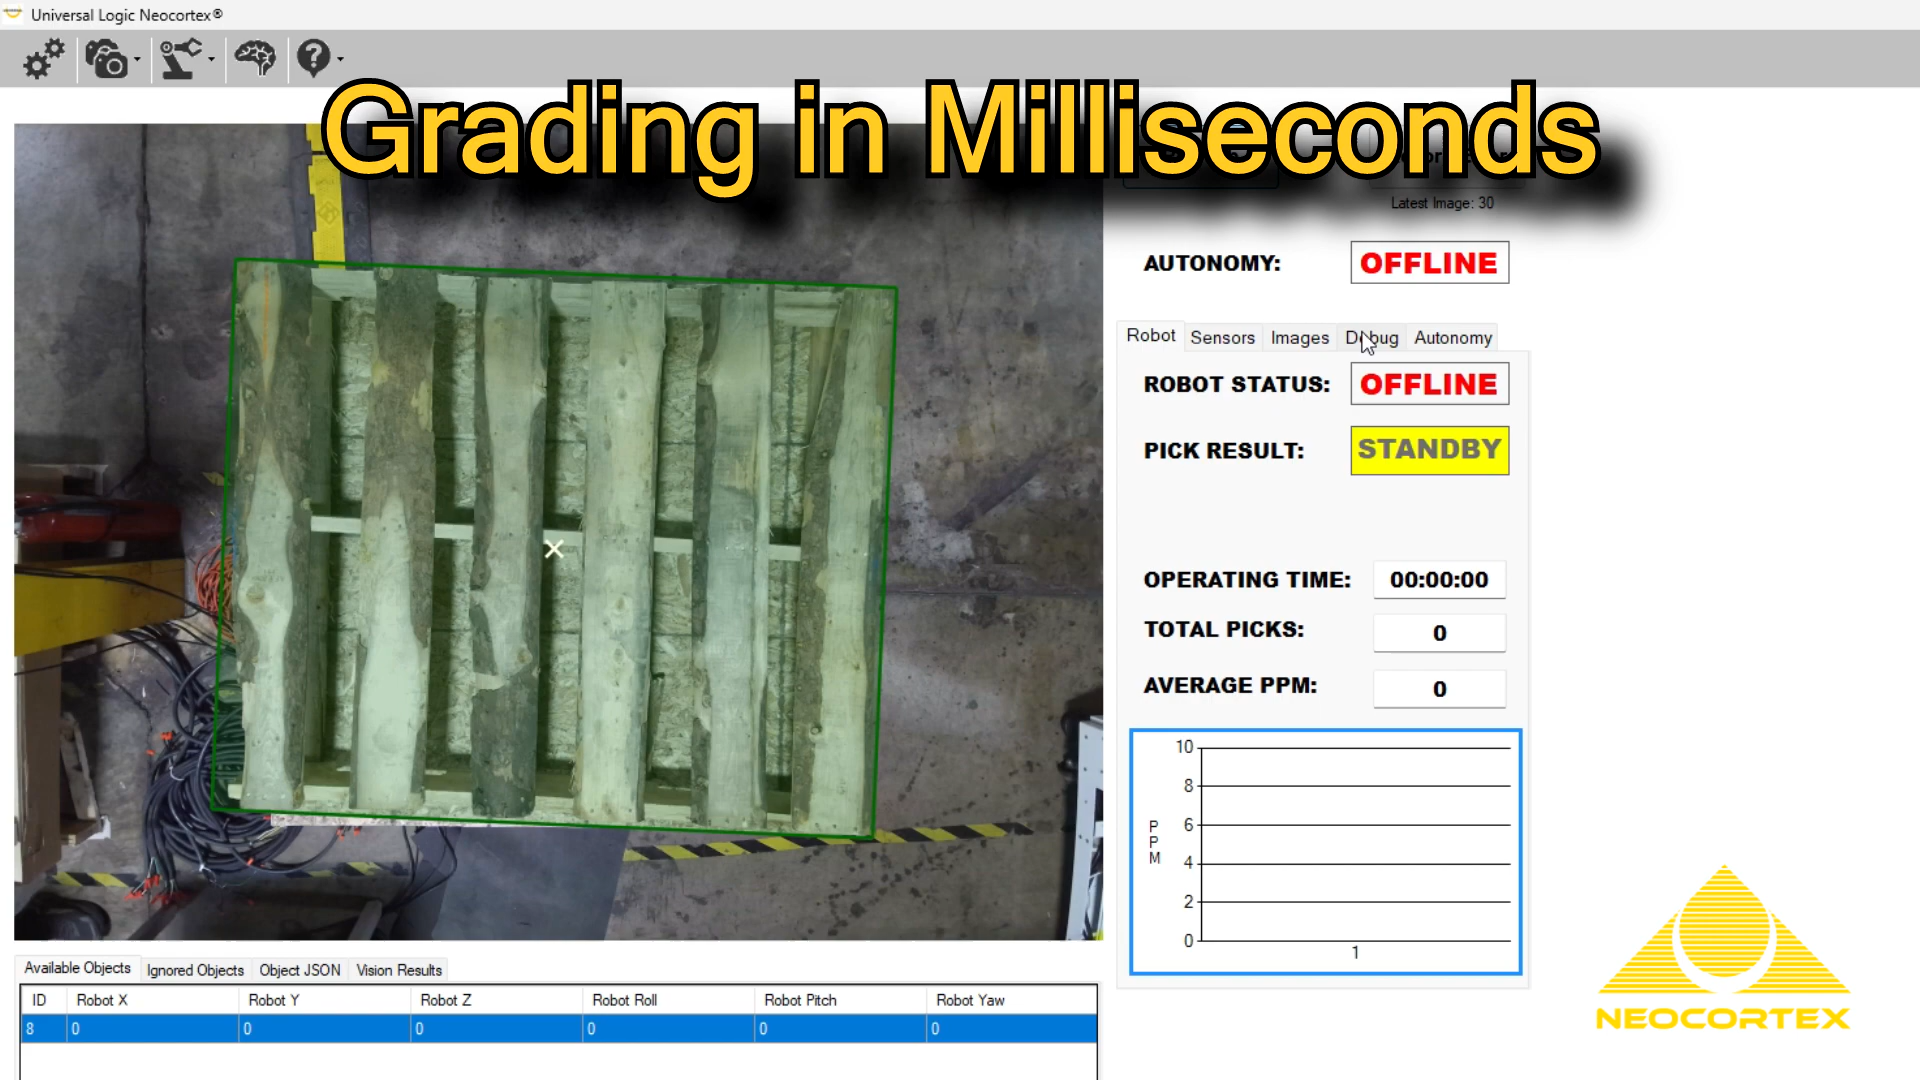 Universal Logic Neocortex®
Grading in Milliseconds
Latest Image: 30
AUTONOMY: OFFLINE
Robot Sensors Images Debug Autonomy
ROBOT STATUS: OFFLINE
PICK RESULT: STANDBY
OPERATING TIME: 00:00:00
TOTAL PICKS: 0
AVERAGE PPM: 0
PPM
10
8
6
4
2
0
1
Available Objects Ignored Objects Object JSON Vision Results
ID Robot X Robot Y Robot Z Robot Roll Robot Pitch Robot Yaw
8 0 0 0 0 0 0
NEOCORTEX